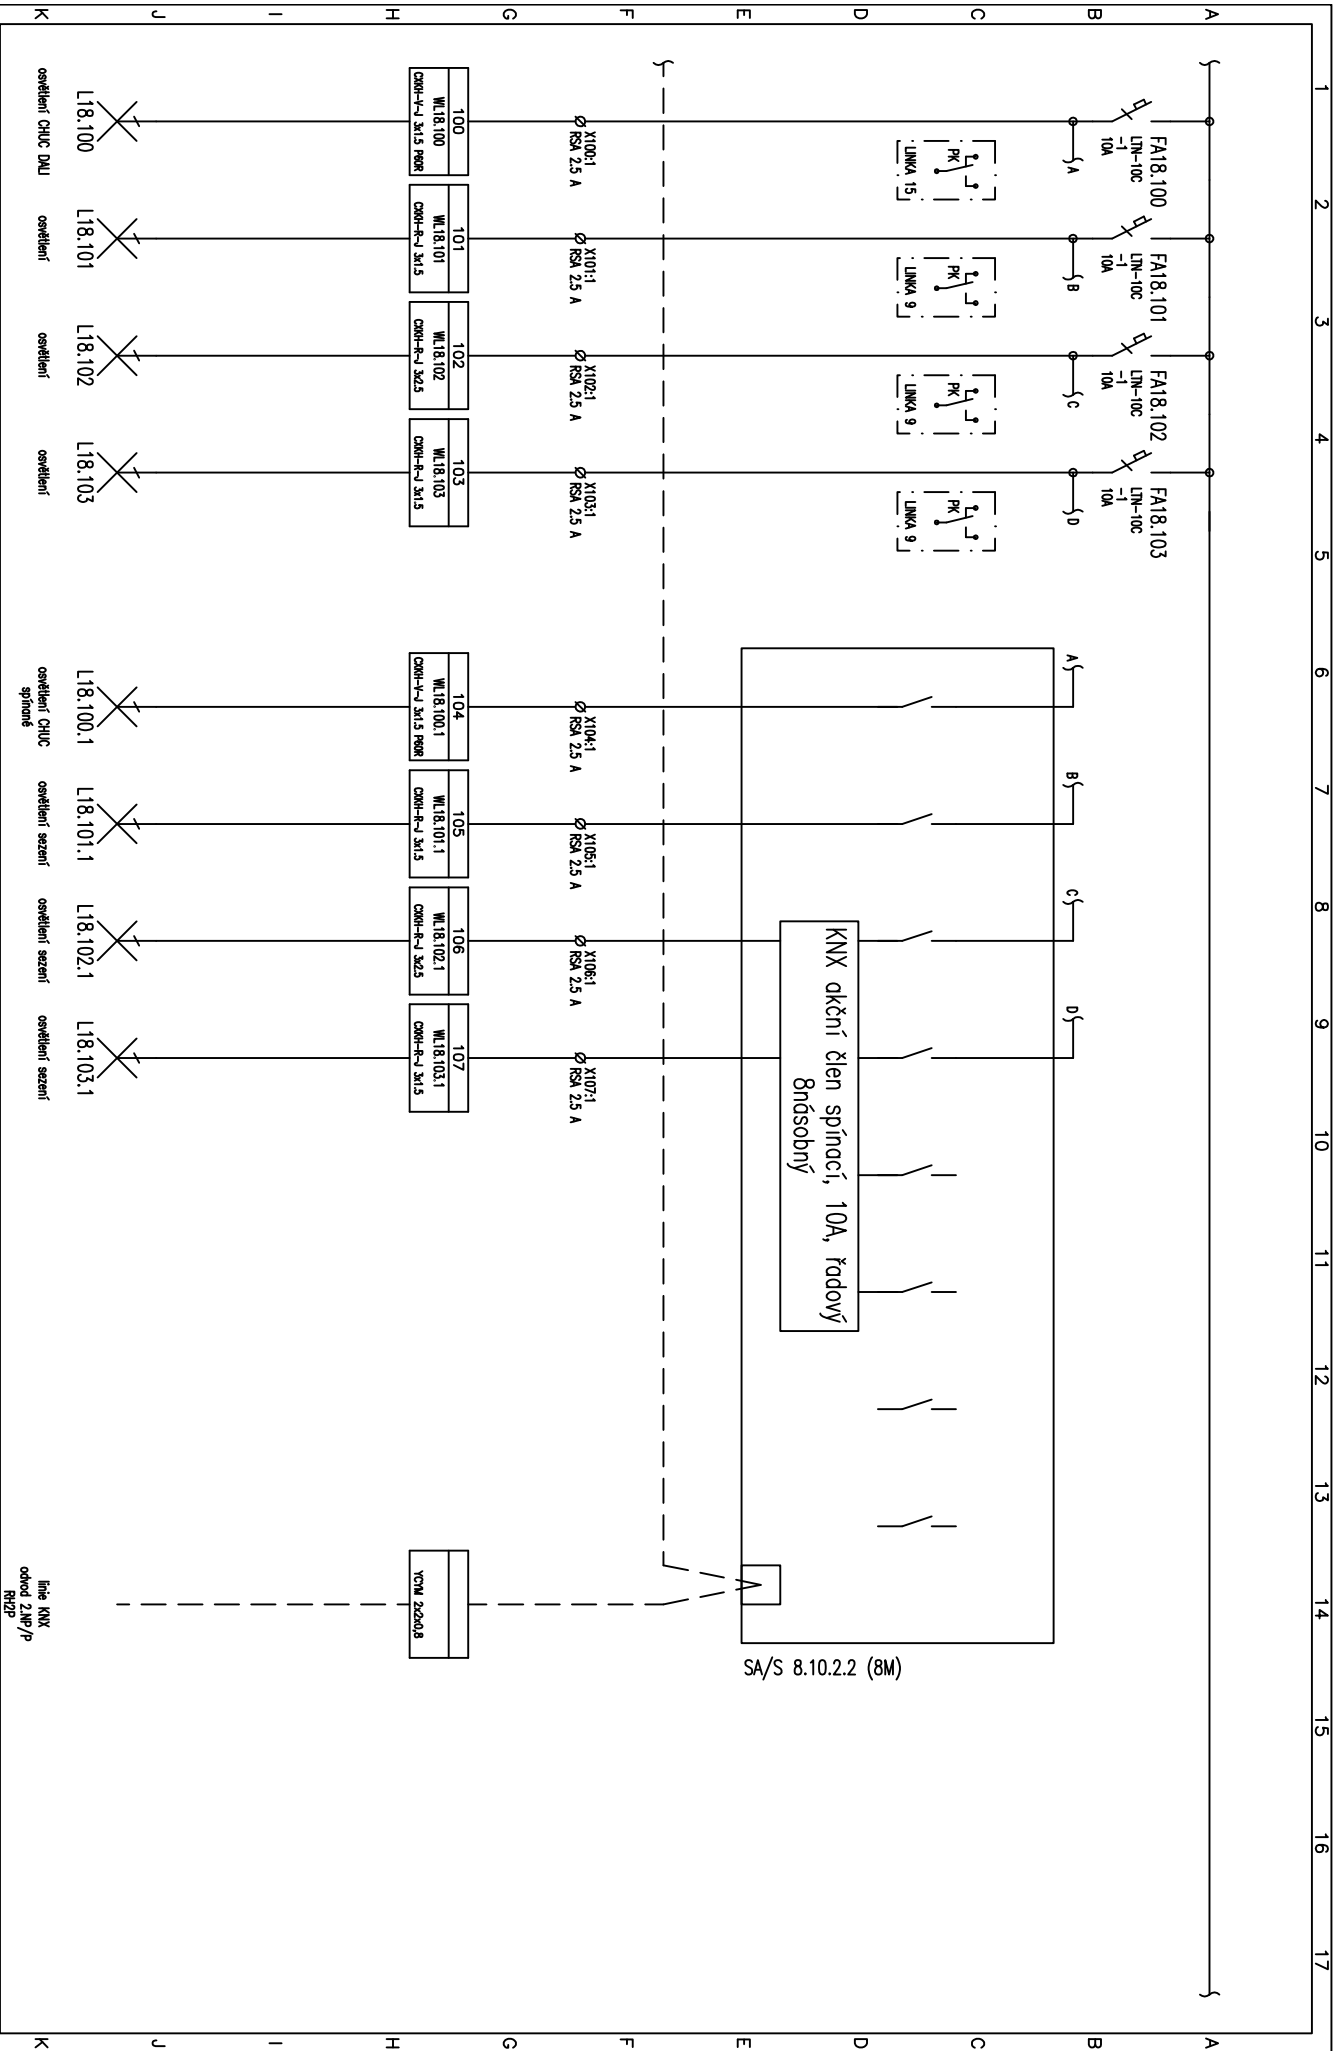 1 2 3 4 5 6 7 8 9 10 11 12 13 14 15 16 17
A
B
C
D
E
F
G
H
I
J
K
A
B
C
D
E
F
G
H
I
J
K
FA18.100
LTN-10C
-1
10A
FA18.101
LTN-10C
-1
10A
FA18.102
LTN-10C
-1
10A
FA18.103
LTN-10C
-1
10A
A
B
C
D
A
B
C
D
PK
LINKA 15
PK
LINKA 9
PK
LINKA 9
PK
LINKA 9
KNX akční člen spínací, 10A, řadový
8násobný
SA/S 8.10.2.2 (8M)
X100:1
RSA 2.5 A
X101:1
RSA 2.5 A
X102:1
RSA 2.5 A
X103:1
RSA 2.5 A
X104:1
RSA 2.5 A
X105:1
RSA 2.5 A
X106:1
RSA 2.5 A
X107:1
RSA 2.5 A
100
WL18.100
CXKH-V-J 3x1.5 P60R
101
WL18.101
CXKH-R-J 3x1.5
102
WL18.102
CXKH-R-J 3x2.5
103
WL18.103
CXKH-R-J 3x1.5
104
WL18.100.1
CXKH-V-J 3x1.5 P60R
105
WL18.101.1
CXKH-R-J 3x1.5
106
WL18.102.1
CXKH-R-J 3x2.5
107
WL18.103.1
CXKH-R-J 3x1.5
YCYM 2x2x0,8
L18.100
osvětlení CHUC DALI
L18.101
osvětlení
L18.102
osvětlení
L18.103
osvětlení
L18.100.1
osvětlení CHUC
spínané
L18.101.1
osvětlení sezení
L18.102.1
osvětlení sezení
L18.103.1
osvětlení sezení
linie KNX
odvod 2.NP/P
RH2P